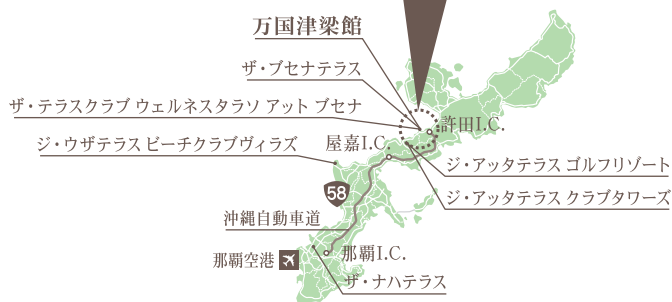 万国津梁館
ザ・ブセナテラス
ザ・テラスクラブ ウェルネスタラソ アット ブセナ
許田I.C.
屋嘉I.C.
ジ・ウザテラス ビーチクラブヴィラズ
ジ・アッタテラス ゴルフリゾート
58
ジ・アッタテラス クラブタワーズ
沖縄自動車道
那覇I.C.
那覇空港
ザ・ナハテラス